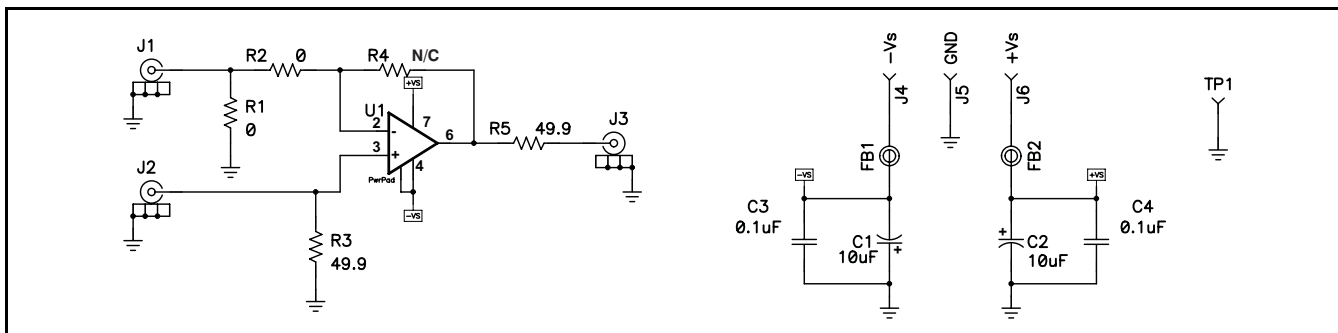 J1
R2 0
R4 N/C
+VS
R1
0
U1
2 -
3 +
7
6
4
PwrPad
-VS
R5 49.9
J3
J2
R3
49.9
-Vs
GND
+Vs
J4
J5
J6
TP1
FB1
FB2
-VS
+VS
C3
0.1uF
C1
10uF
+
+
C2
10uF
C4
0.1uF